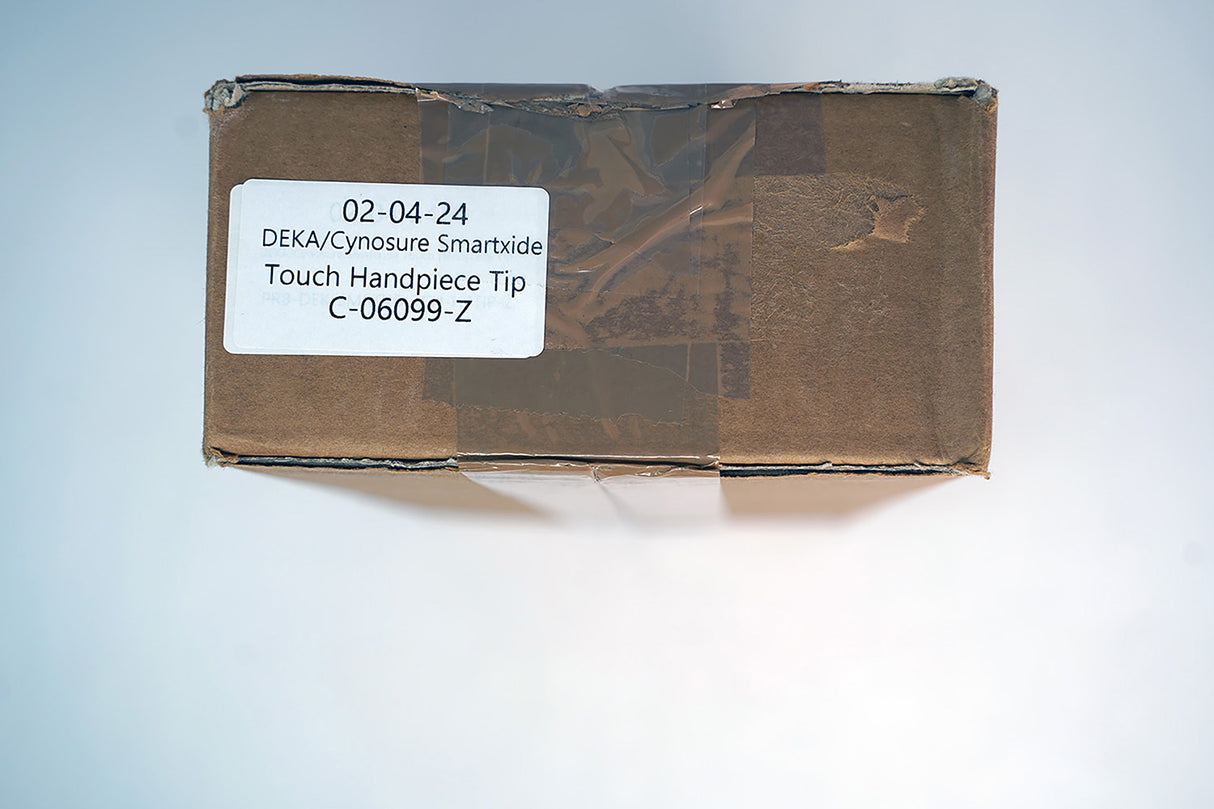 02-04-24
DEKA/Cynosure Smartxide
Touch Handpiece Tip
C-06099-Z